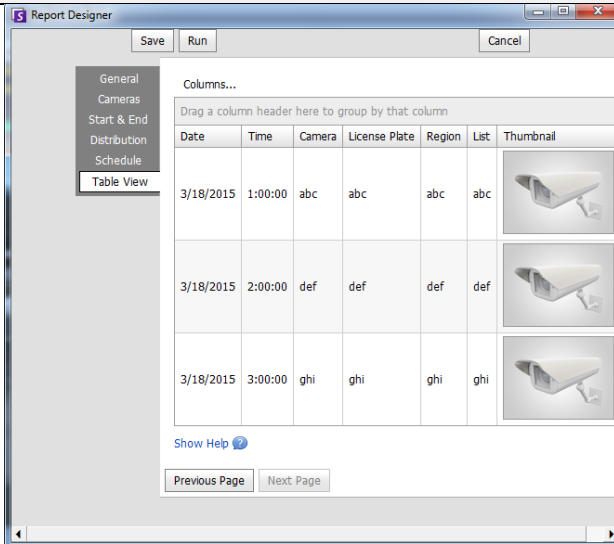 Report Designer
Save Run Cancel
General
Cameras
Start & End
Distribution
Schedule
Table View
Columns...
Drag a column header here to group by that column
Date Time Camera License Plate Region List Thumbnail
3/18/2015 1:00:00 abc abc abc abc
3/18/2015 2:00:00 def def def def
3/18/2015 3:00:00 ghi ghi ghi ghi
Show Help ?
Previous Page Next Page